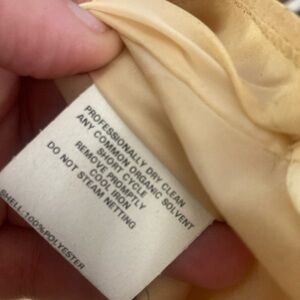 PROFESSIONALLY DRY CLEAN
ANY COMMON ORGANIC SOLVENT
SHORT CYCLE
REMOVE PROMPTLY
COOL IRON
DO NOT STEAM NETTING
SHELL: 100% POLYESTER